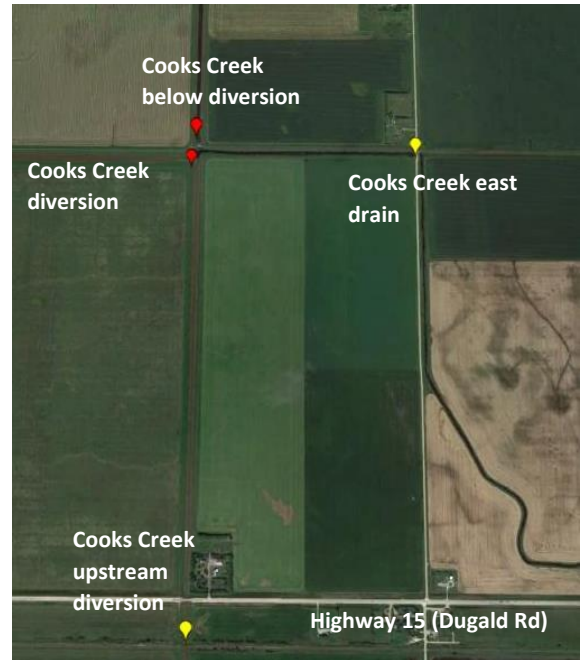 Cooks Creek
below diversion
Cooks Creek
diversion
Cooks Creek east
drain
Cooks Creek
upstream
diversion
Highway 15 (Dugald Rd)